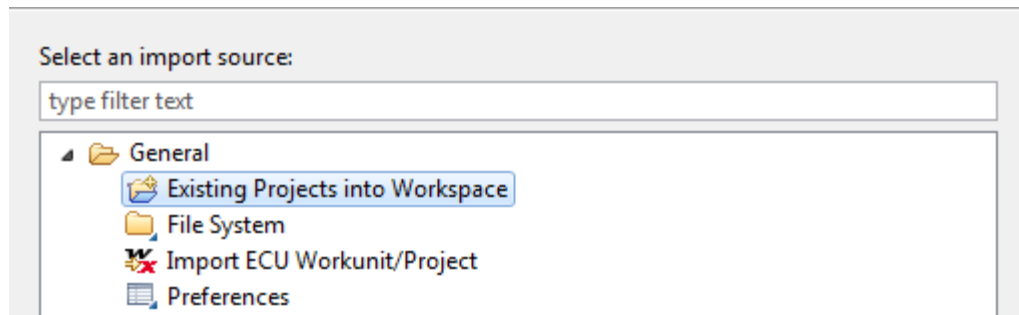 Select an import source:
type filter text
General
Existing Projects into Workspace
File System
Import ECU Workunit/Project
Preferences